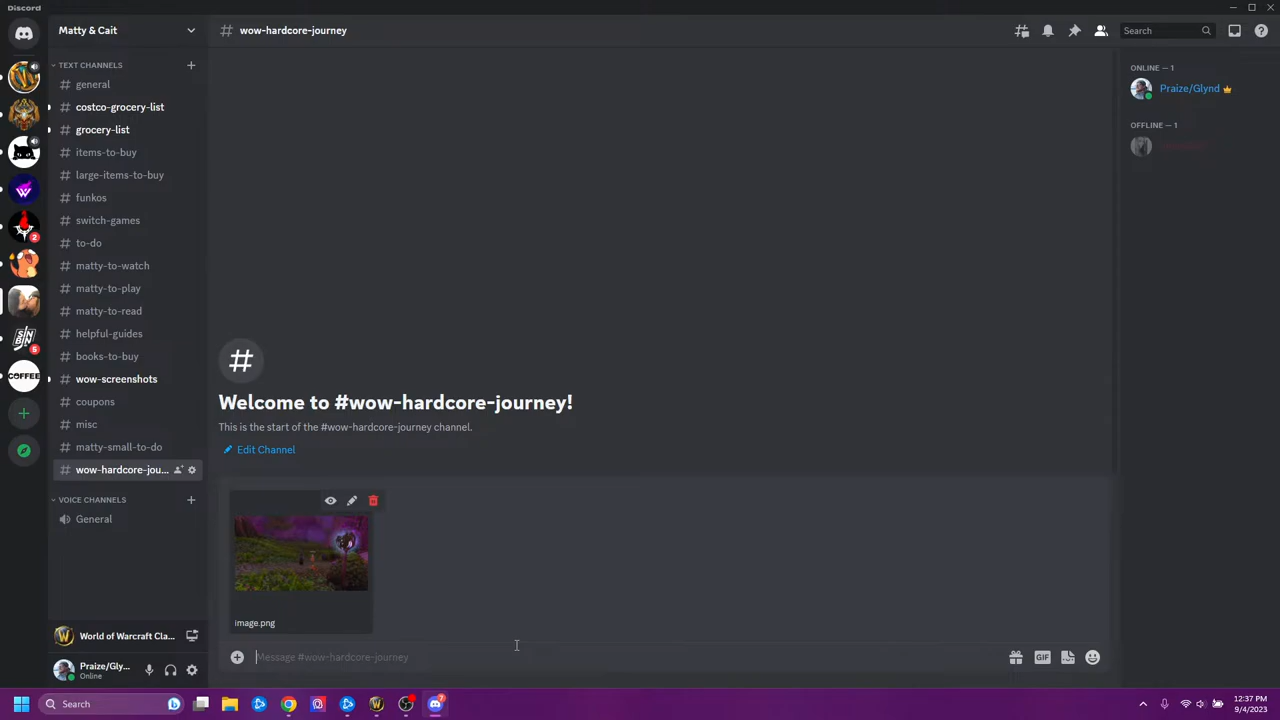 Discord
Matty & Cait
wow-hardcore-journey
Search
TEXT CHANNELS
general
costco-grocery-list
grocery-list
items-to-buy
large-items-to-buy
funkos
switch-games
to-do
matty-to-watch
matty-to-play
matty-to-read
helpful-guides
books-to-buy
wow-screenshots
coupons
misc
matty-small-to-do
wow-hardcore-jou...
VOICE CHANNELS
General
2
5
COFFEE
World of Warcraft Cla...
Praize/Gly...
Online
Welcome to #wow-hardcore-journey!
This is the start of the #wow-hardcore-journey channel.
Edit Channel
image.png
Message #wow-hardcore-journey
GIF
ONLINE — 1
Praize/Glynd
OFFLINE — 1
Search
12:37 PM
9/4/2023